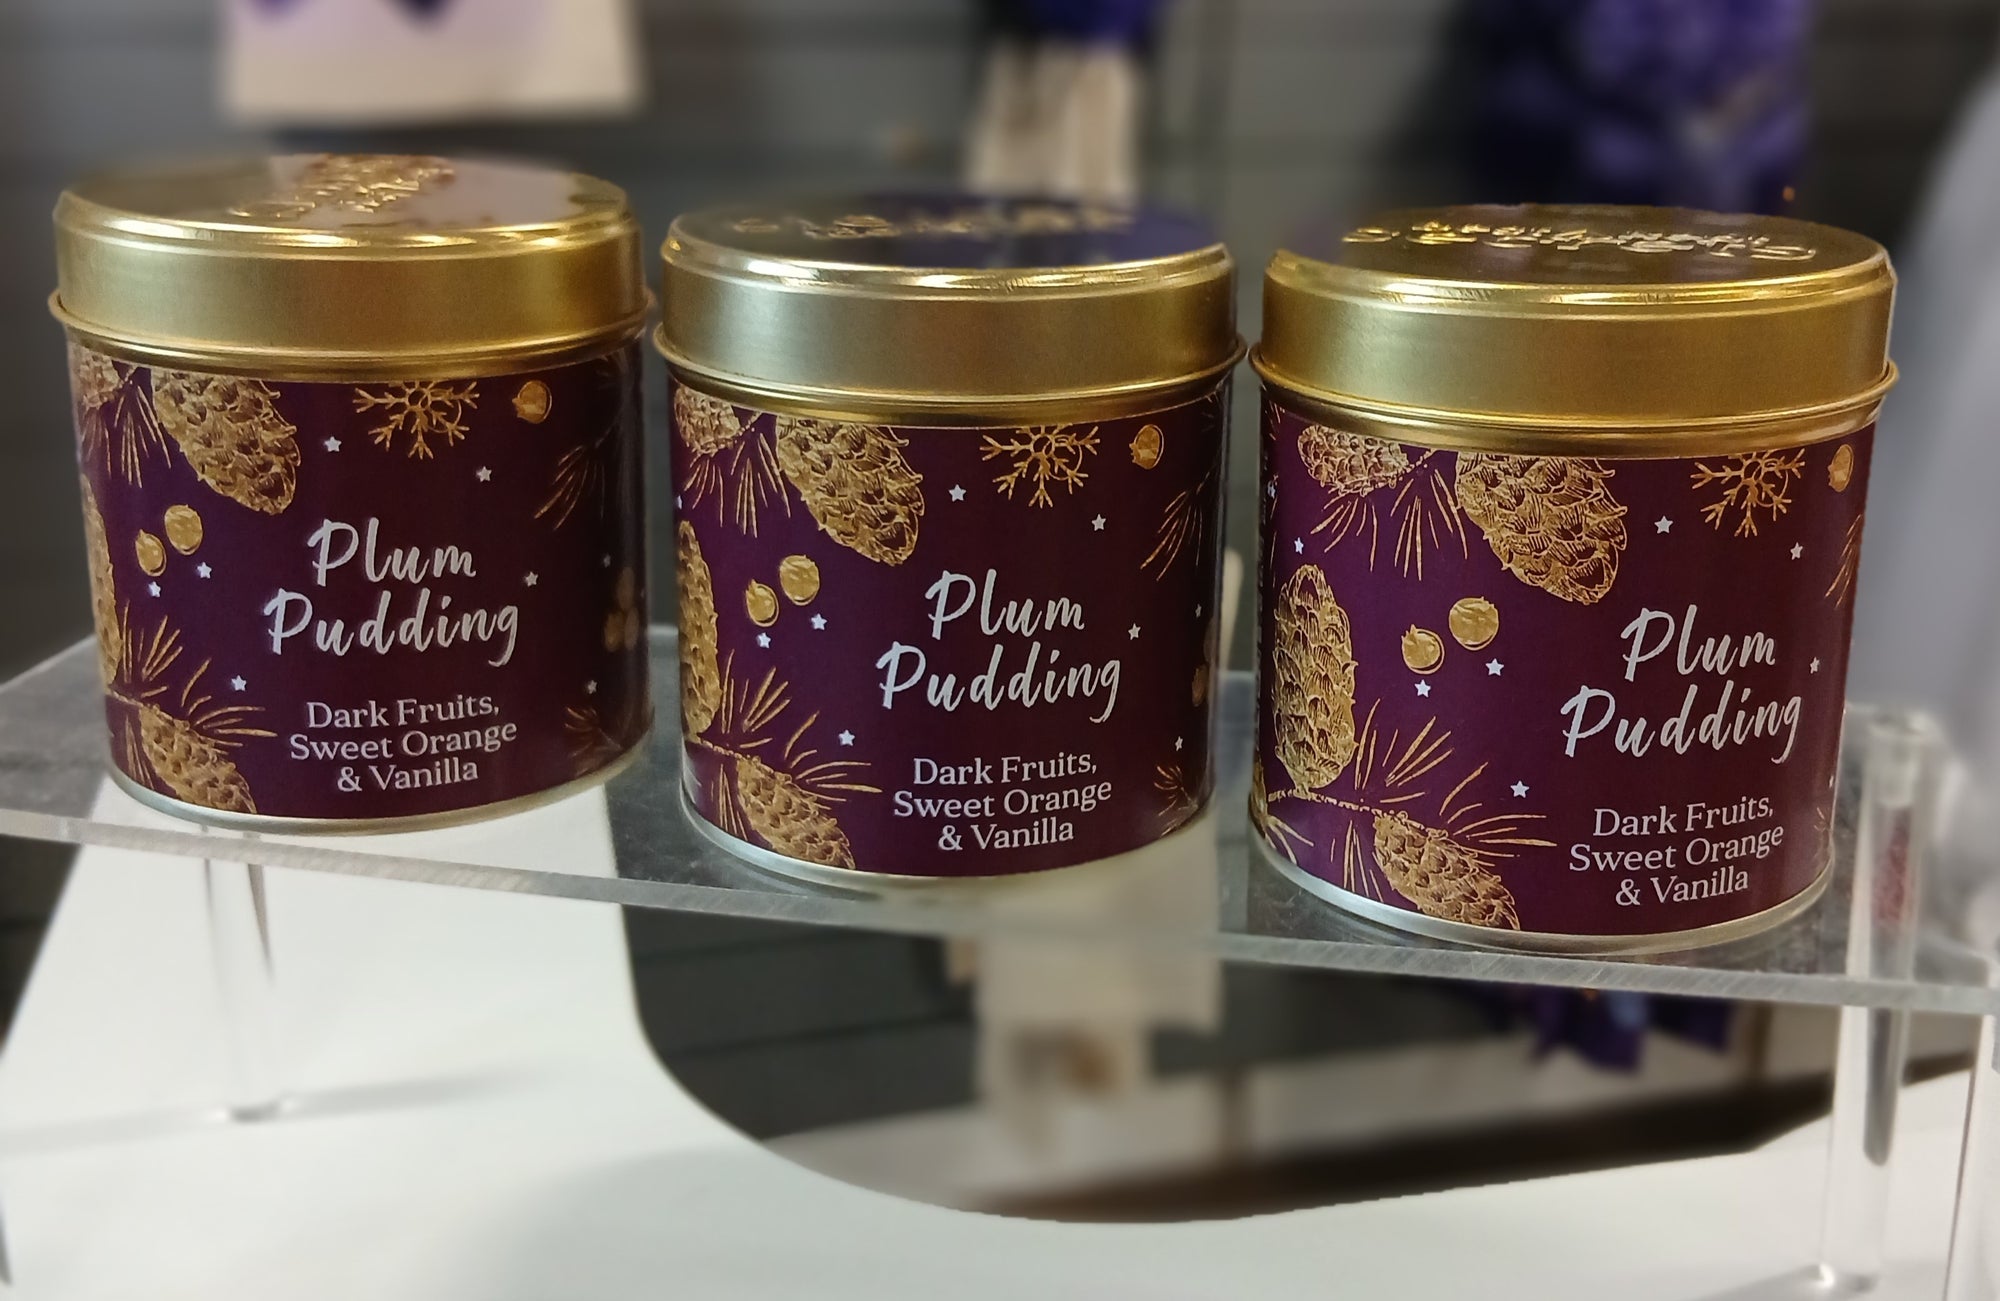 Plum
Pudding
Dark Fruits,
Sweet Orange
& Vanilla
Plum
Pudding
Dark Fruits,
Sweet Orange
& Vanilla
Plum
Pudding
Dark Fruits,
Sweet Orange
& Vanilla